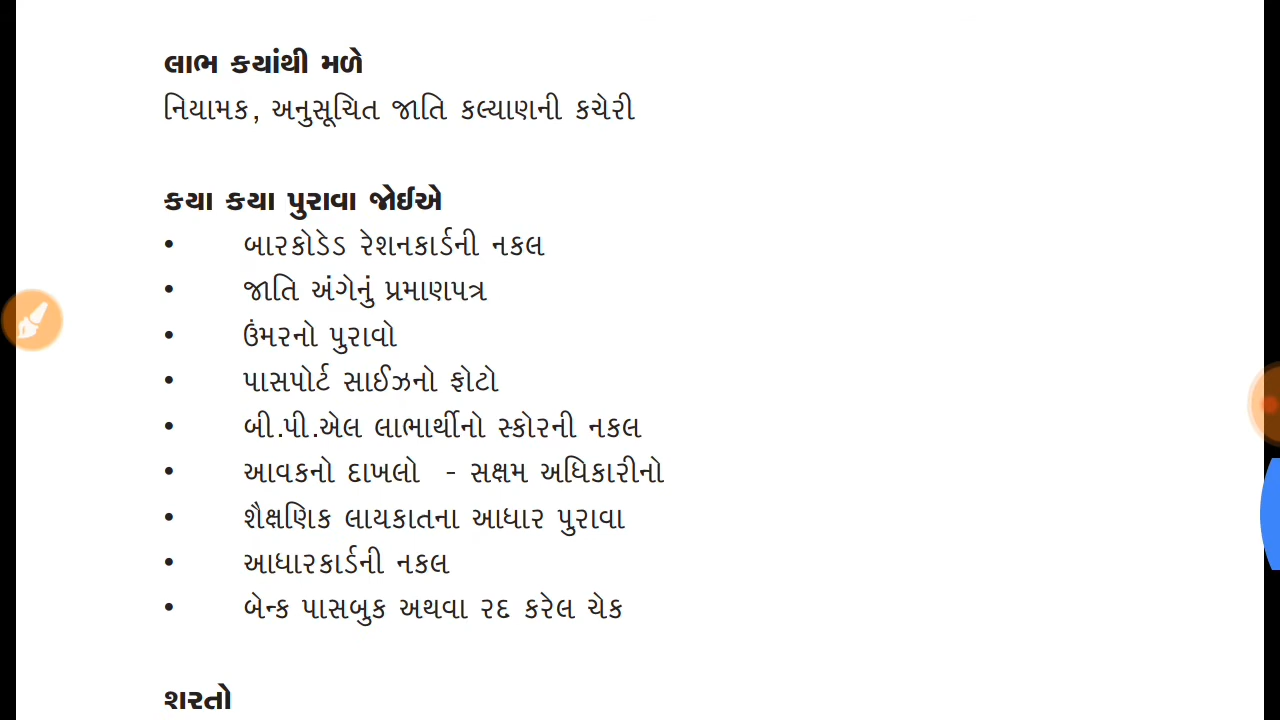 લાભ કયાંથી મળે
નિયામક, અનુસૂચિત જાતિ કલ્યાણની કચેરી
કયા કયા પુરાવા જોઈએ
• બારકોડેડ રેશનકાર્ડની નકલ
• જાતિ અંગેનું પ્રમાણપત્ર
• ઉંમરનો પુરાવો
• પાસપોર્ટ સાઈઝનો ફોટો
• બી.પી.એલ લાભાર્થીનો સ્કોરની નકલ
• આવકનો દાખલો - સક્ષમ અધિકારીનો
• શૈક્ષણિક લાયકાતના આધાર પુરાવા
• આધારકાર્ડની નકલ
• બેન્ક પાસબુક અથવા રદ કરેલ ચેક
શરતો